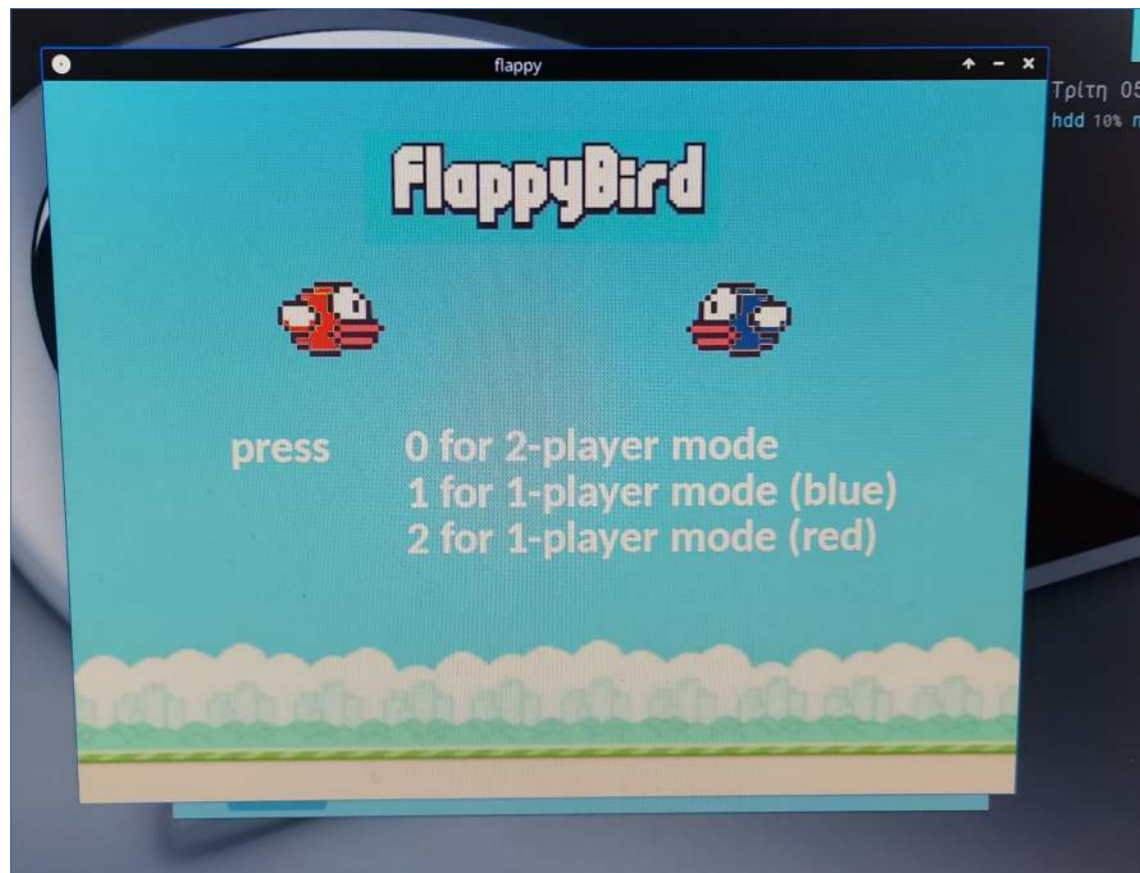 flappy
Τρίτη 05
hdd 10%
FlappyBird
press 0 for 2-player mode
1 for 1-player mode (blue)
2 for 1-player mode (red)